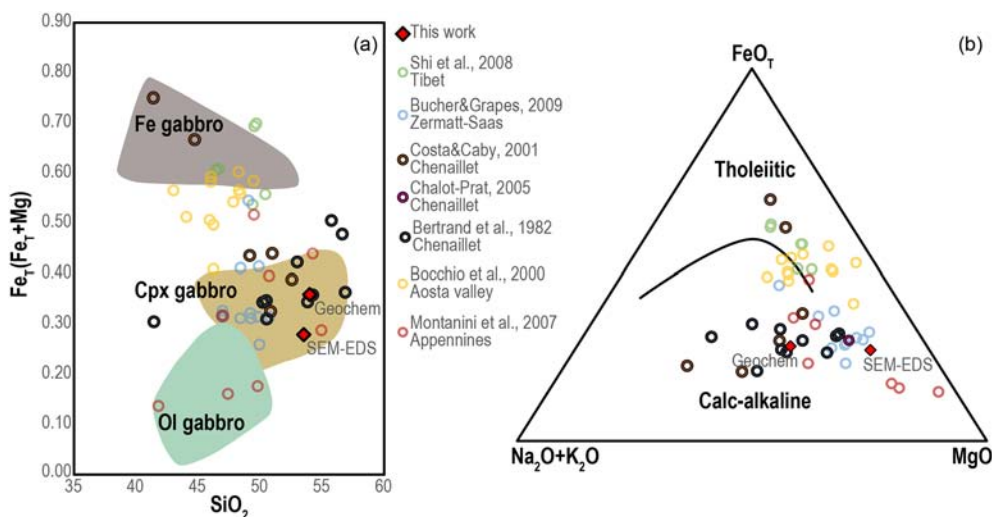 0.90
0.80
0.70
0.60
0.50
0.40
0.30
0.20
0.10
0.00
Fe_T(Fe_T+Mg)
(a)
Fe gabbro
Cpx gabbro
Geochem
SEM-EDS
Ol gabbro
35 40 45 50 55 60
SiO₂
This work
Shi et al., 2008
Tibet
Bucher&Grapes, 2009
Zermatt-Saas
Costa&Caby, 2001
Chenaillet
Chalot-Prat, 2005
Chenaillet
Bertrand et al., 1982
Chenaillet
Bocchio et al., 2000
Aosta valley
Montanini et al., 2007
Appennines
(b)
FeO_T
Tholeiitic
Geochem
SEM-EDS
Calc-alkaline
Na₂O+K₂O
MgO